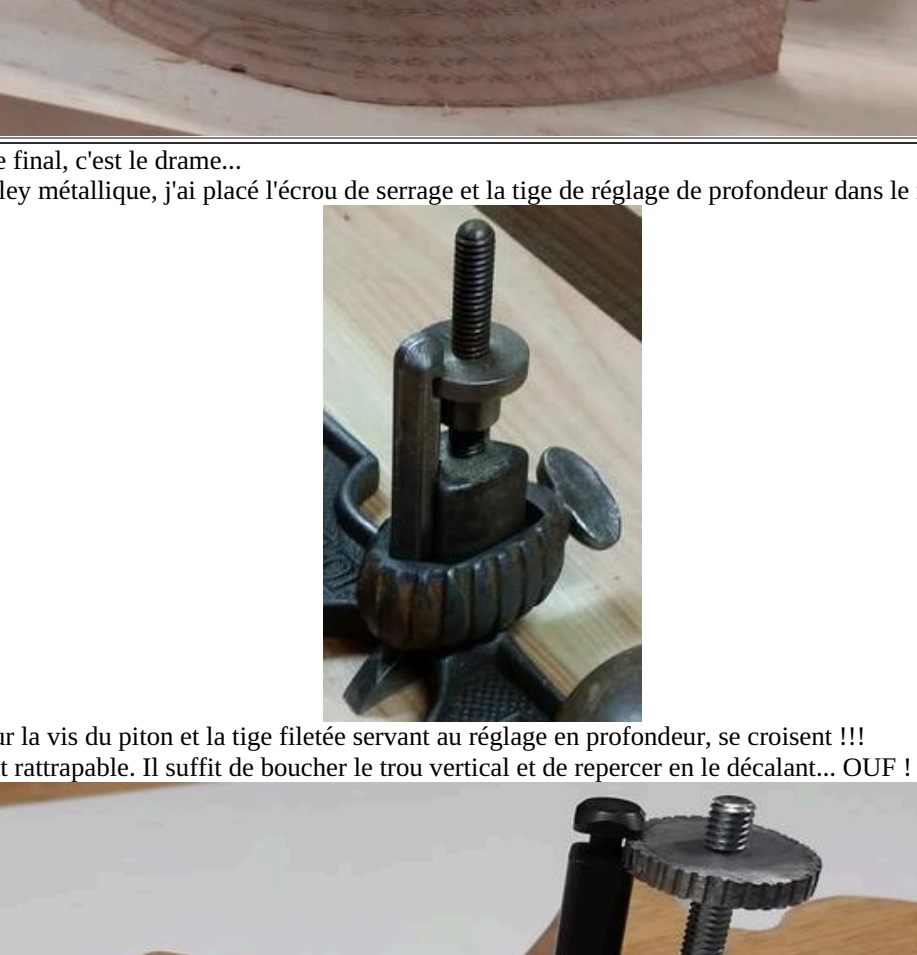 final, c'est le drame...
métallique, j'ai placé l'écrou de serrage et la tige de réglage de profondeur dans le
la vis du piton et la tige filetée servant au réglage en profondeur, se croisent !!!
rattrapable. Il suffit de boucher le trou vertical et de repercer en le décalant... OUF !